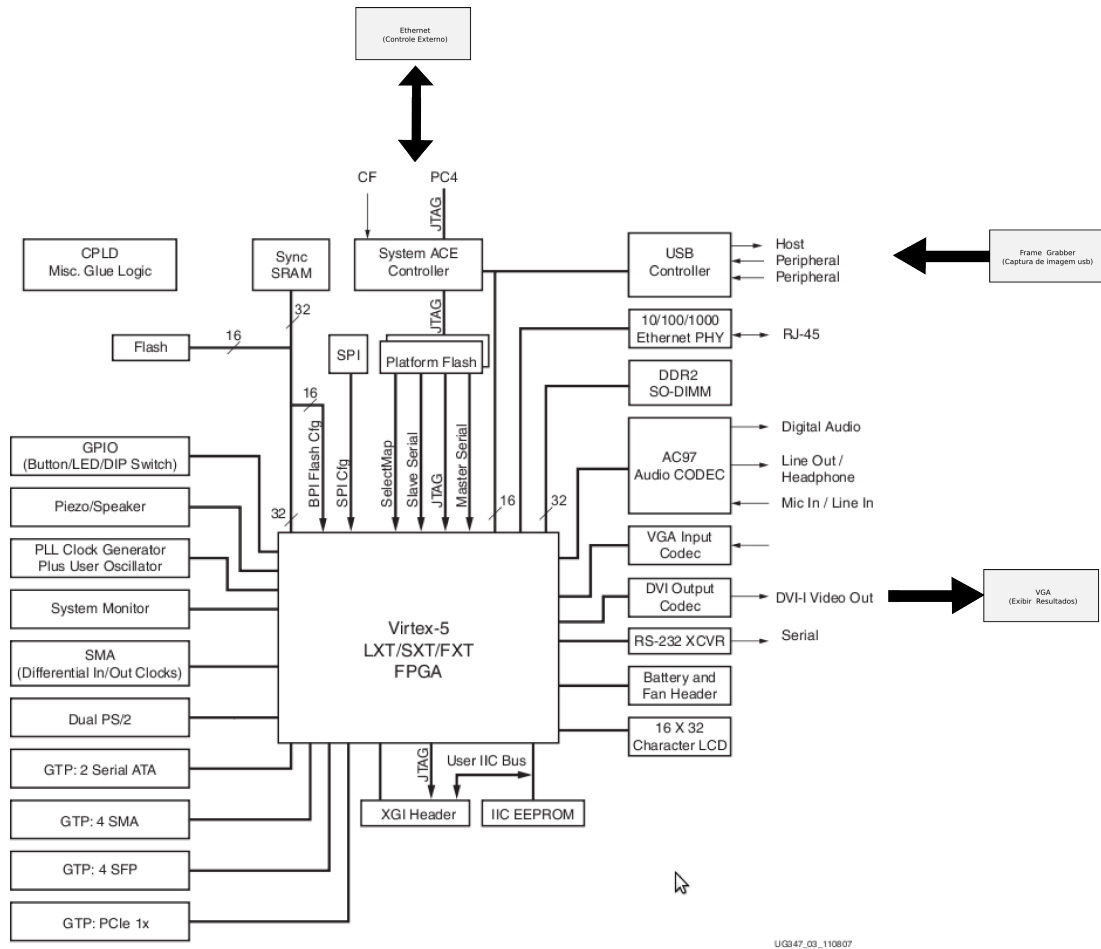 Ethernet
(Controle Externo)
CF
PC4
JTAG
CPLD
Misc. Glue Logic
Sync
SRAM
System ACE
Controller
USB
Controller
Host
Peripheral
Peripheral
Frame Grabber
(Captura de imagem usb)
32
JTAG
10/100/1000
Ethernet PHY
RJ-45
Flash
16
SPI
Platform Flash
DDR2
SO-DIMM
16
BPI Flash Cfg
SPI Cfg
SelectMap
Slave Serial
JTAG
Master Serial
32
16
32
AC97
Audio CODEC
Digital Audio
Line Out /
Headphone
Mic In / Line In
GPIO
(Button/LED/DIP Switch)
Piezo/Speaker
PLL Clock Generator
Plus User Oscillator
System Monitor
SMA
(Differential In/Out Clocks)
Dual PS/2
GTP: 2 Serial ATA
GTP: 4 SMA
GTP: 4 SFP
GTP: PCIe 1x
Virtex-5
LXT/SXT/FXT
FPGA
VGA Input
Codec
DVI Output
Codec
DVI-I Video Out
VGA
(Exibir Resultados)
RS-232 XCVR
Serial
Battery and
Fan Header
16 X 32
Character LCD
JTAG
User IIC Bus
XGI Header
IIC EEPROM
UG347_03_110807